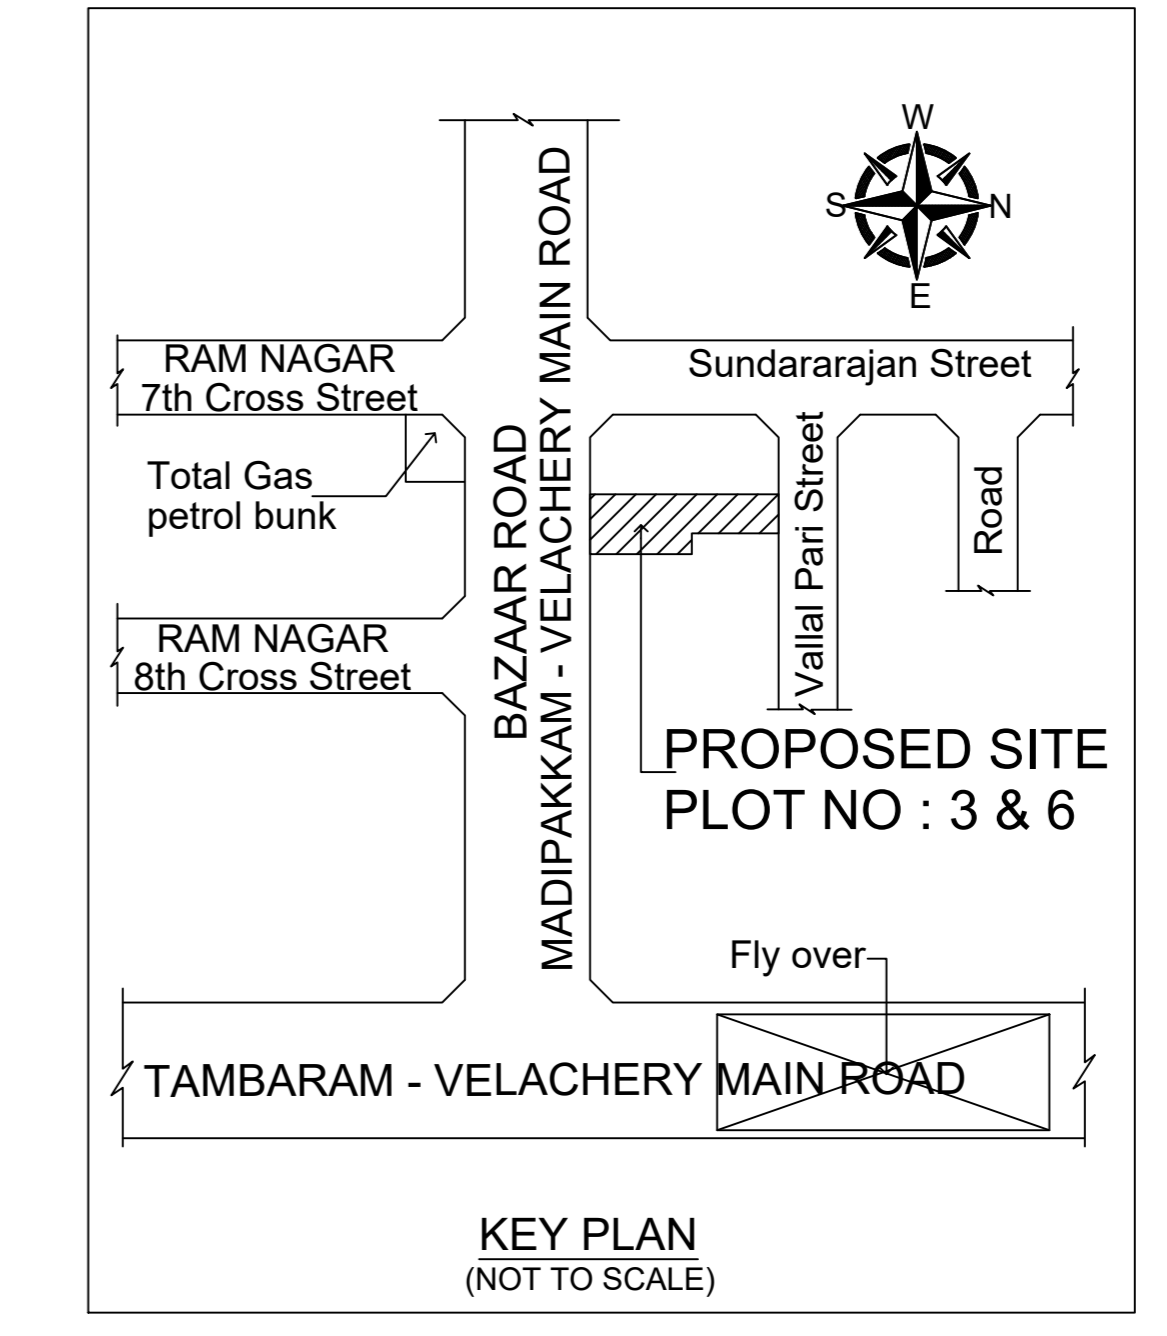 W
S
N
E
RAM NAGAR
7th Cross Street
Sundararajan Street
Total Gas
petrol bunk
BAZAAR ROAD
MADIPAKKAM - VELACHERY MAIN ROAD
Vallal Pari Street
Road
RAM NAGAR
8th Cross Street
PROPOSED SITE
PLOT NO : 3 & 6
Fly over
TAMBARAM - VELACHERY MAIN ROAD
KEY PLAN
(NOT TO SCALE)